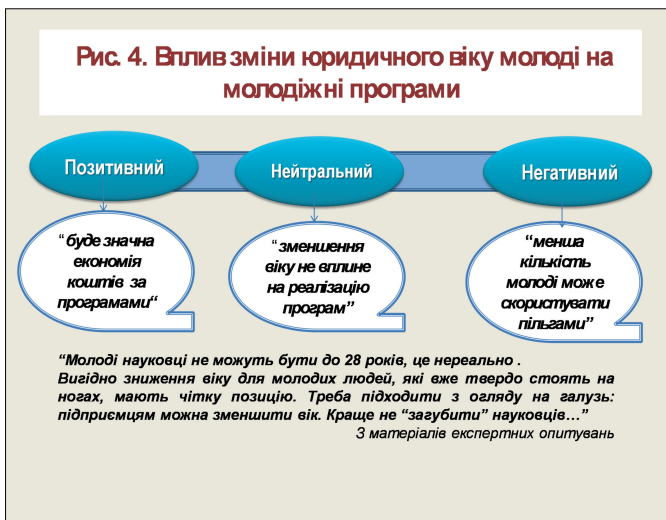 Рис. 4. Вплив зміни юридичного віку молоді на
молодіжні програми
Позитивний
Нейтральний
Негативний
“буде значна
економія
коштів за
програмами“
“зменшення
віку не вплине
на реалізацію
програм”
“менша
кількість
молоді може
скористувати
пільгами”
“Молоді науковці не можуть бути до 28 років, це нереально .
Вигідно зниження віку для молодих людей, які вже твердо стоять на
ногах, мають чітку позицію. Треба підходити з огляду на галузь:
підприємцям можна зменшити вік. Краще не “загубити” науковців…”
З матеріалів експертних опитувань